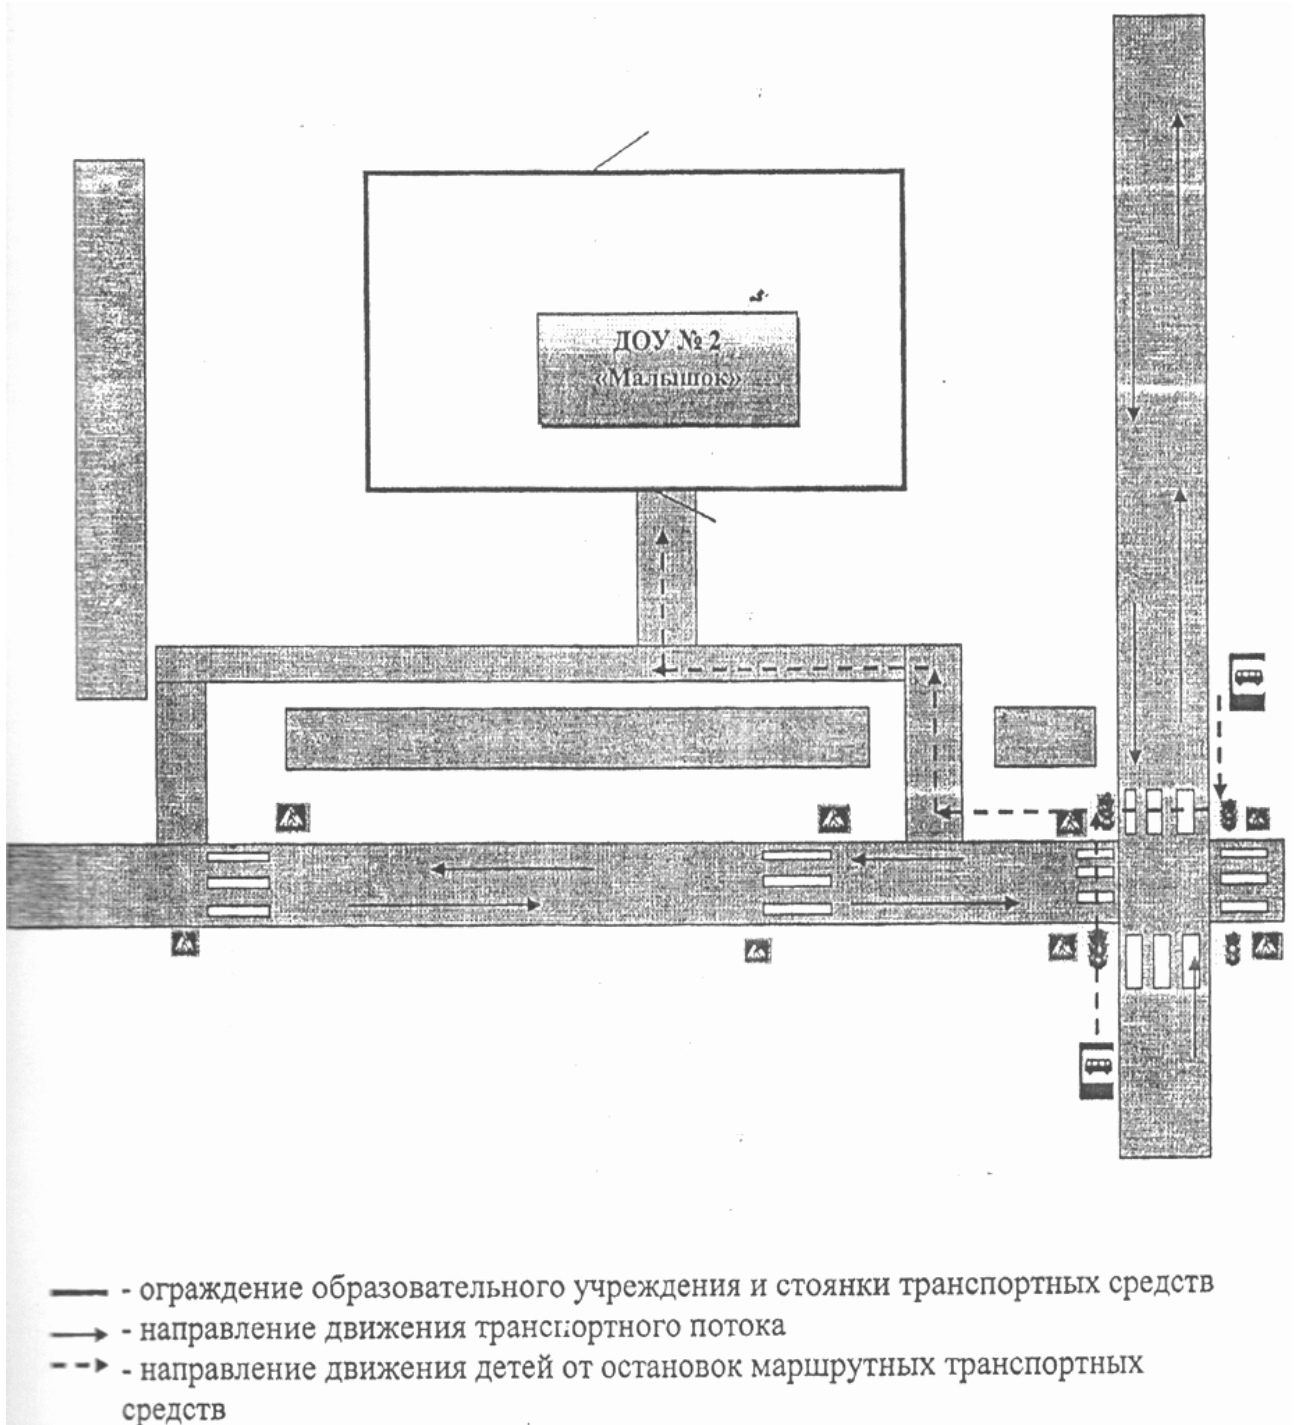 ДОУ № 2
«Малышок»
- ограждение образовательного учреждения и стоянки транспортных средств
- направление движения транспортного потока
- направление движения детей от остановок маршрутных транспортных
средств